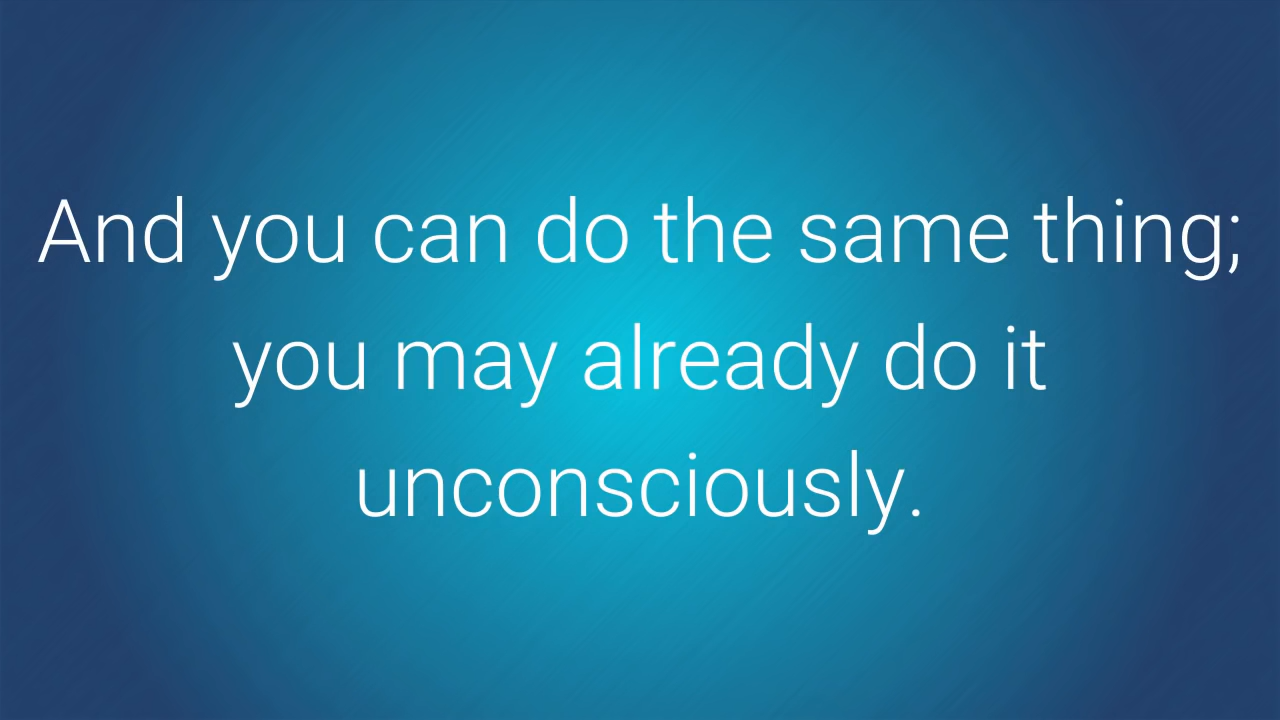 And you can do the same thing;
you may already do it
unconsciously.